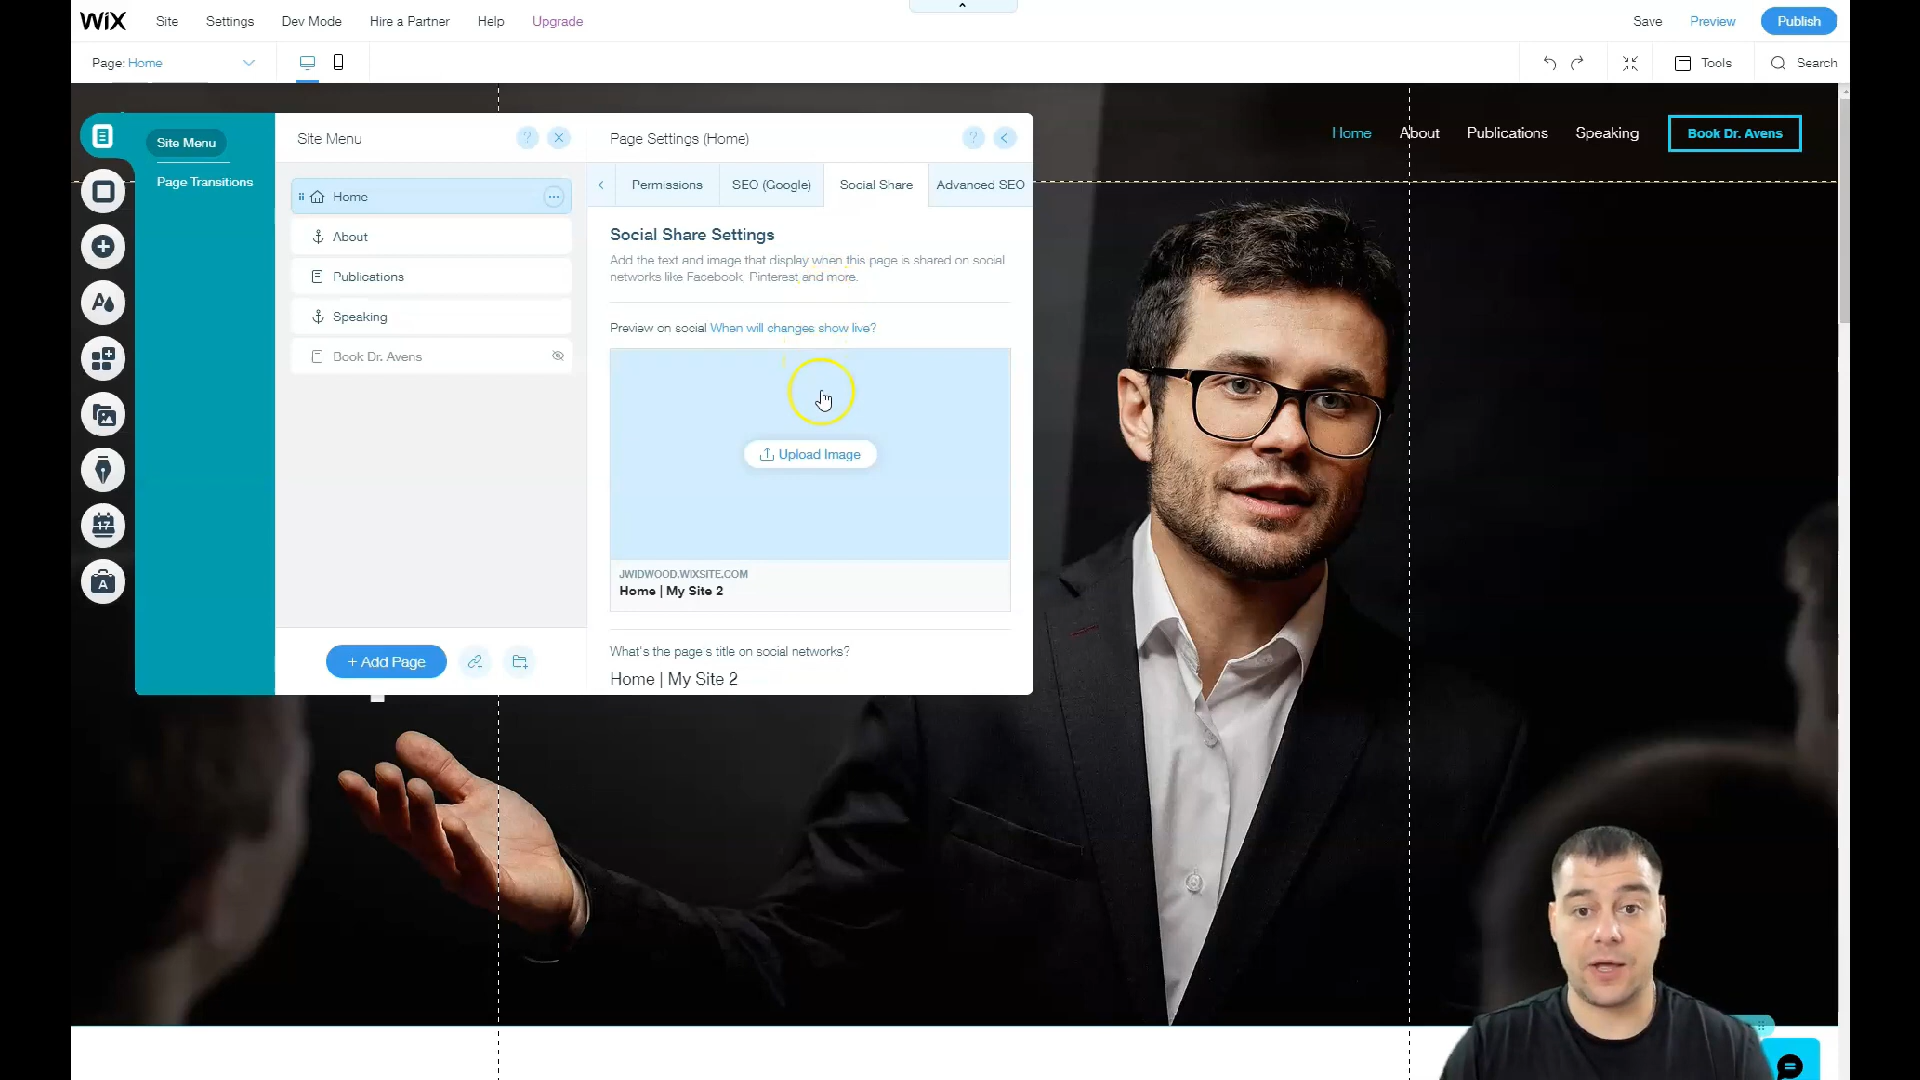 WiX
Site
Settings
Dev Mode
Hire a Partner
Help
Upgrade
Save
Preview
Publish
Page: Home
Tools
Search
Site Menu
Page Transitions
Site Menu
?
Home
About
Publications
Speaking
Book Dr. Avens
+ Add Page
Page Settings (Home)
?
Permissions
SEO (Google)
Social Share
Advanced SEO
Social Share Settings
Add the text and image that display when this page is shared on social
networks like Facebook, Pinterest and more.
Preview on social When will changes show live?
Upload Image
JWIDWOOD.WIXSITE.COM
Home | My Site 2
What's the page's title on social networks?
Home | My Site 2
Home
About
Publications
Speaking
Book Dr. Avens
17
A
A